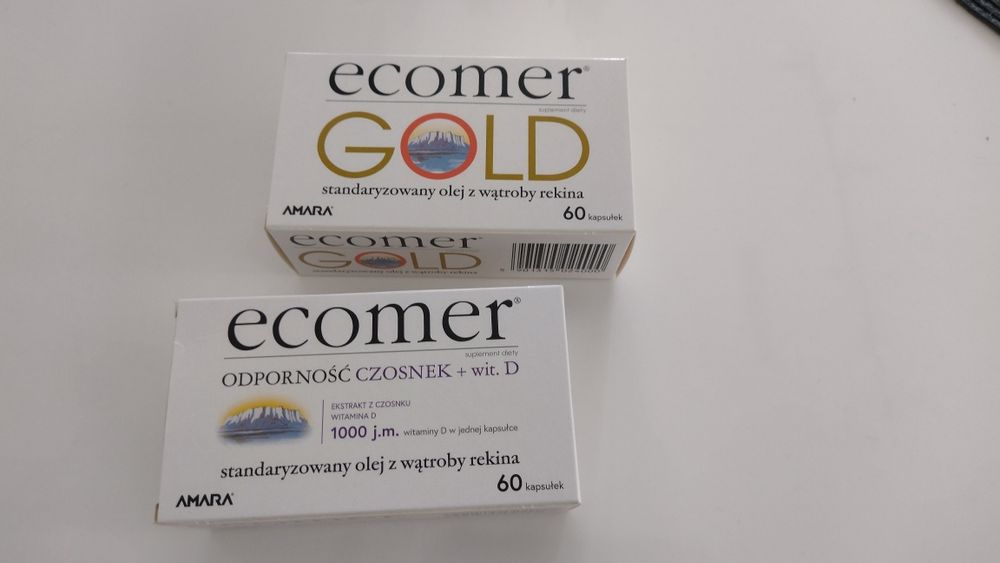 ecomer®
suplement diety
GOLD
standaryzowany olej z wątroby rekina
AMARA®
60 kapsułek
ecomer®
GOLD
standaryzowany olej z wątroby rekina
ecomer®
suplement diety
ODPORNOŚĆ CZOSNEK + wit. D
EKSTRAKT Z CZOSNKU
WITAMINA D
1000 j.m. witaminy D w jednej kapsułce
standaryzowany olej z wątroby rekina
60 kapsułek
AMARA®